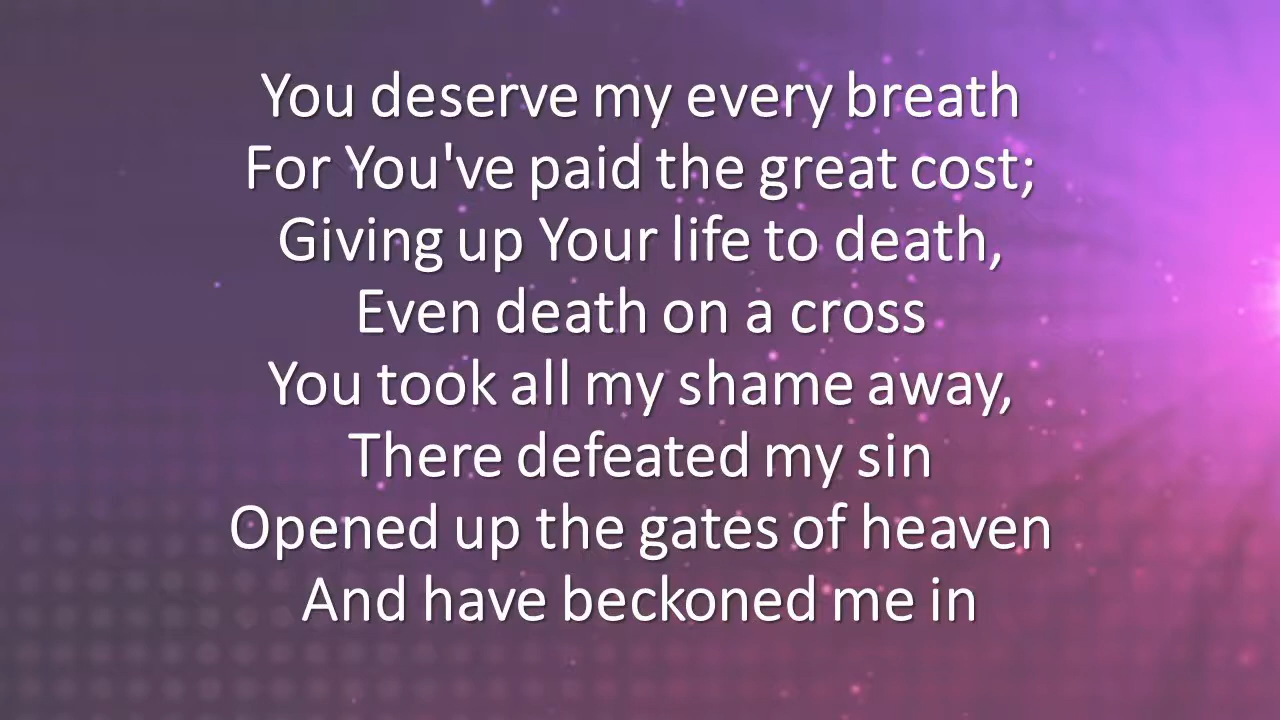 You deserve my every breath
For You've paid the great cost;
Giving up Your life to death,
Even death on a cross
You took all my shame away,
There defeated my sin
Opened up the gates of heaven
And have beckoned me in